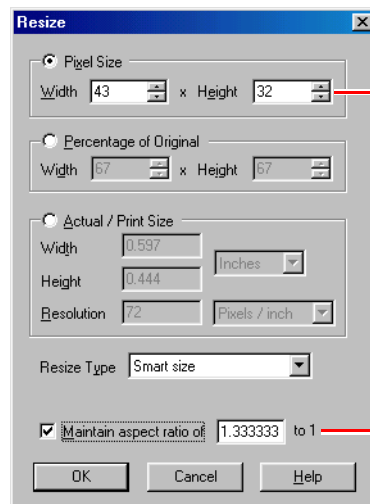 Resize
Pixel Size
Width 43 x Height 32
Percentage of Original
Width 67 x Height 67
Actual / Print Size
Width 0.597
Inches
Height 0.444
Resolution 72 Pixels / inch
Resize Type Smart size
Maintain aspect ratio of 1.333333 to 1
OK Cancel Help